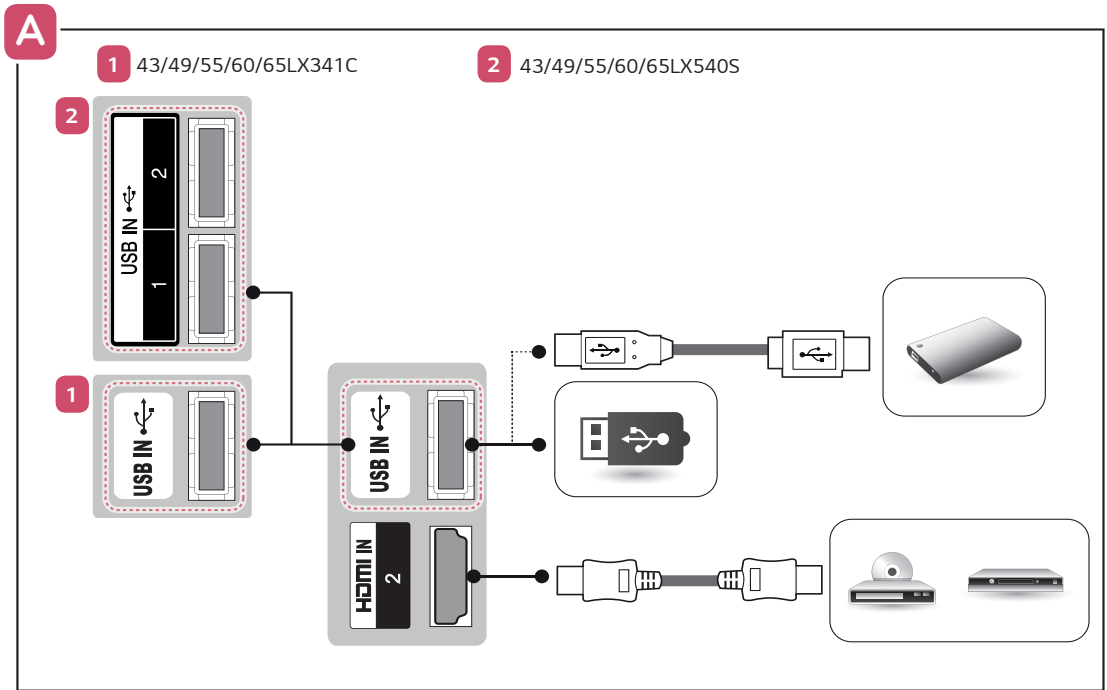 A
1 43/49/55/60/65LX341C
2 43/49/55/60/65LX540S
2
USB IN
2
1
1
USB IN
USB IN
HDMI IN
2